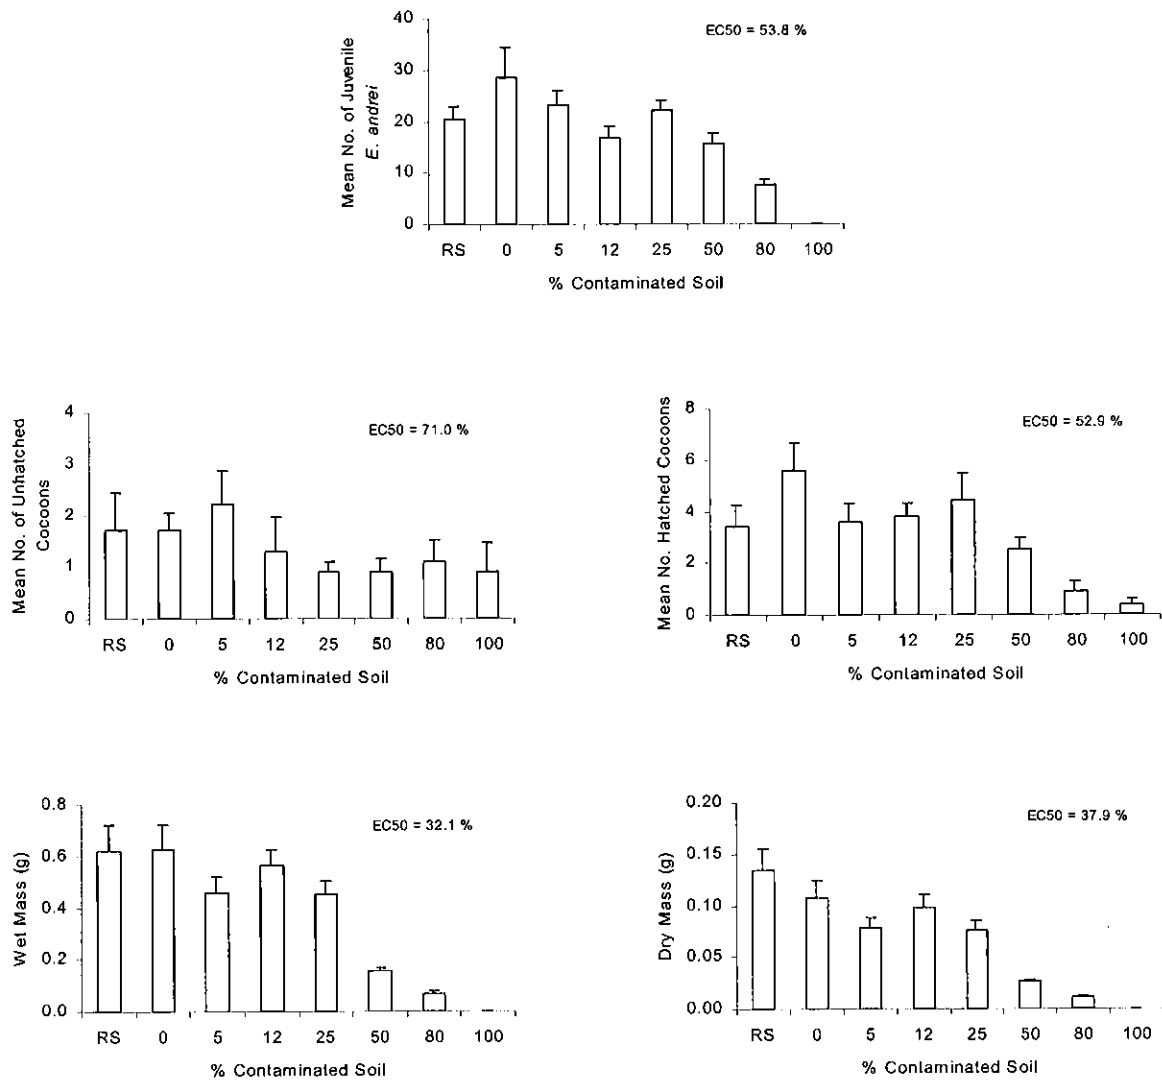 40
30
20
10
0
Mean No. of Juvenile
E. andrei
EC50 = 53.8 %
RS 0 5 12 25 50 80 100
% Contaminated Soil
4
3
2
1
0
Mean No. of Unhatched
Cocoons
EC50 = 71.0 %
RS 0 5 12 25 50 80 100
% Contaminated Soil
8
6
4
2
0
Mean No. Hatched Cocoons
EC50 = 52.9 %
RS 0 5 12 25 50 80 100
% Contaminated Soil
0.8
0.6
0.4
0.2
0.0
Wet Mass (g)
EC50 = 32.1 %
RS 0 5 12 25 50 80 100
% Contaminated Soil
0.20
0.15
0.10
0.05
0.00
Dry Mass (g)
EC50 = 37.9 %
RS 0 5 12 25 50 80 100
% Contaminated Soil